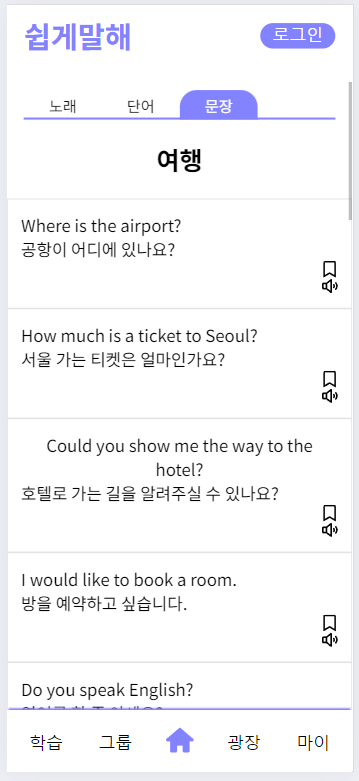 쉽게말해
로그인
노래 단어 문장
여행
Where is the airport?
공항이 어디에 있나요?
How much is a ticket to Seoul?
서울 가는 티켓은 얼마인가요?
Could you show me the way to the
hotel?
호텔로 가는 길을 알려주실 수 있나요?
I would like to book a room.
방을 예약하고 싶습니다.
Do you speak English?
학습 그룹 광장 마이